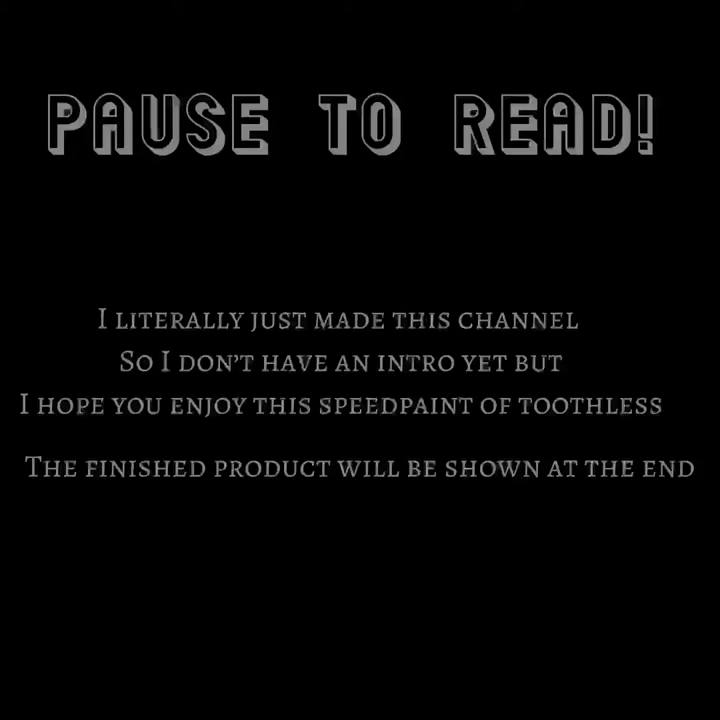 PAUSE TO READ!
I LITERALLY JUST MADE THIS CHANNEL
SO I DON'T HAVE AN INTRO YET BUT
I HOPE YOU ENJOY THIS SPEEDPAINT OF TOOTHLESS
THE FINISHED PRODUCT WILL BE SHOWN AT THE END